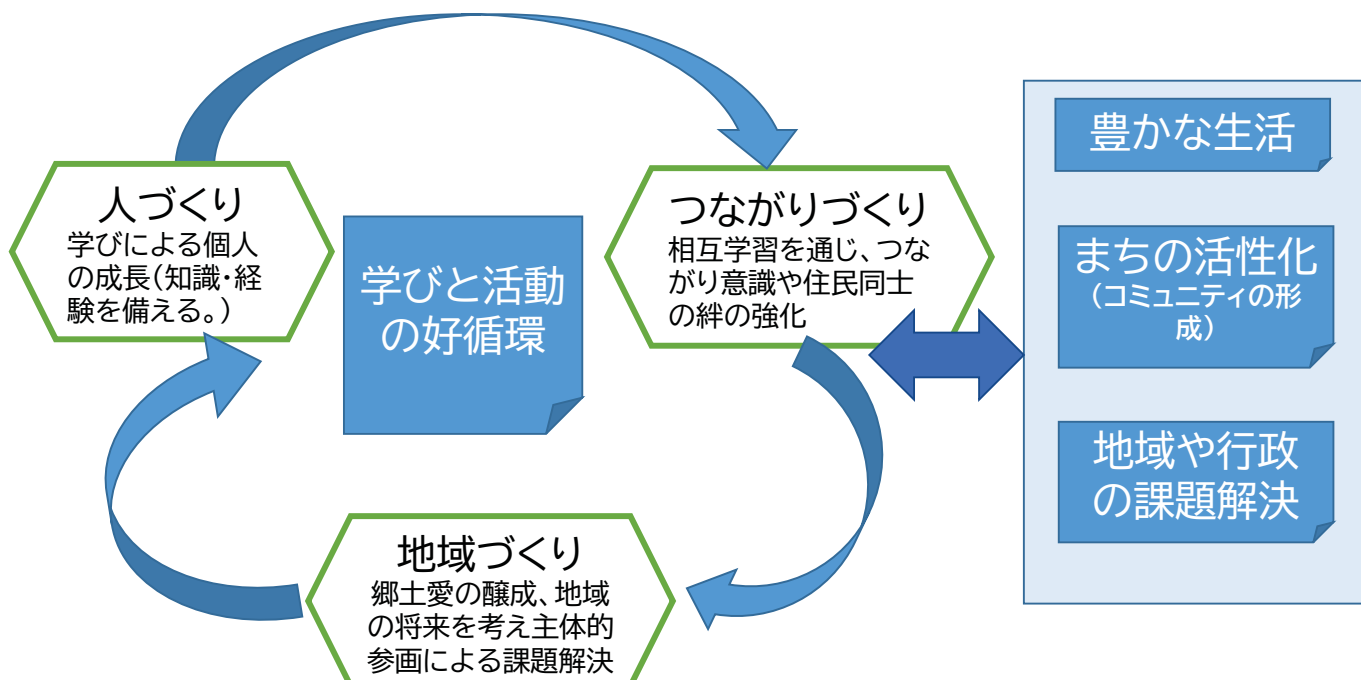 人づくり
学びによる個人
の成長(知識・経
験を備える。)
学びと活動
の好循環
つながりづくり
相互学習を通じ、つな
がり意識や住民同士
の絆の強化
地域づくり
郷土愛の醸成、地域
の将来を考え主体的
参画による課題解決
豊かな生活
まちの活性化
(コミュニティの形
成)
地域や行政
の課題解決